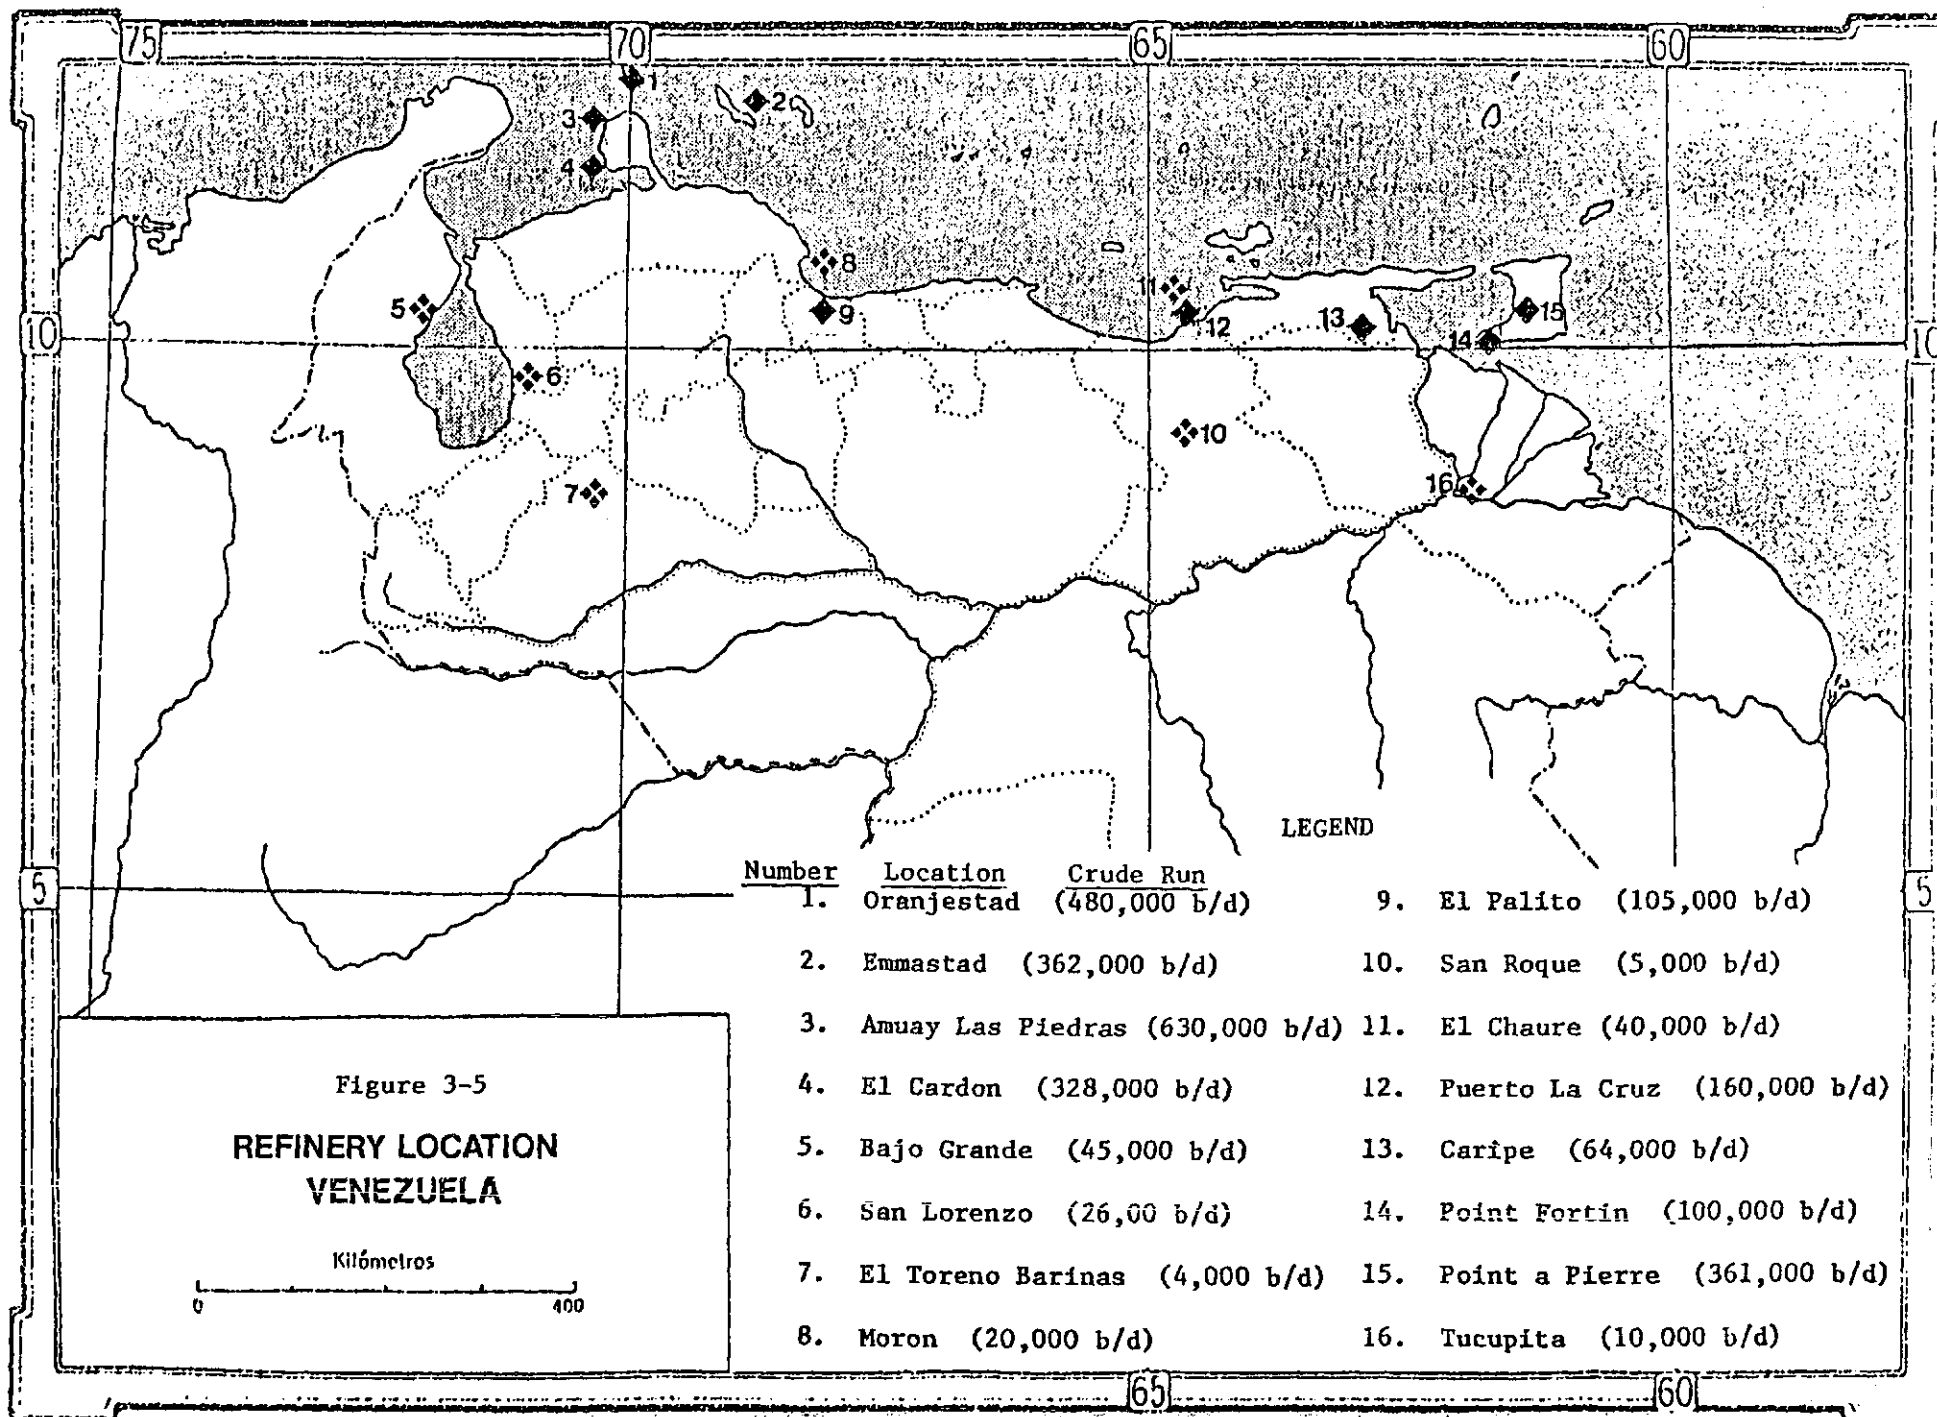 75 70 65 60
1
2
3
4
8
11
5
15
12
13
9
10 14 10
6
10
7
16
LEGEND
Number Location Crude Run
5 5
1. Oranjestad (480,000 b/d) 9. El Palito (105,000 b/d)
2. Emmastad (362,000 b/d) 10. San Roque (5,000 b/d)
3. Amuay Las Piedras (630,000 b/d) 11. El Chaure (40,000 b/d)
4. El Cardon (328,000 b/d) 12. Puerto La Cruz (160,000 b/d)
5. Bajo Grande (45,000 b/d) 13. Caripe (64,000 b/d)
6. San Lorenzo (26,00 b/d) 14. Point Fortin (100,000 b/d)
7. El Toreno Barinas (4,000 b/d) 15. Point a Pierre (361,000 b/d)
8. Moron (20,000 b/d) 16. Tucupita (10,000 b/d)
Figure 3-5
REFINERY LOCATION
VENEZUELA
Kilómetros
0 400
65 60